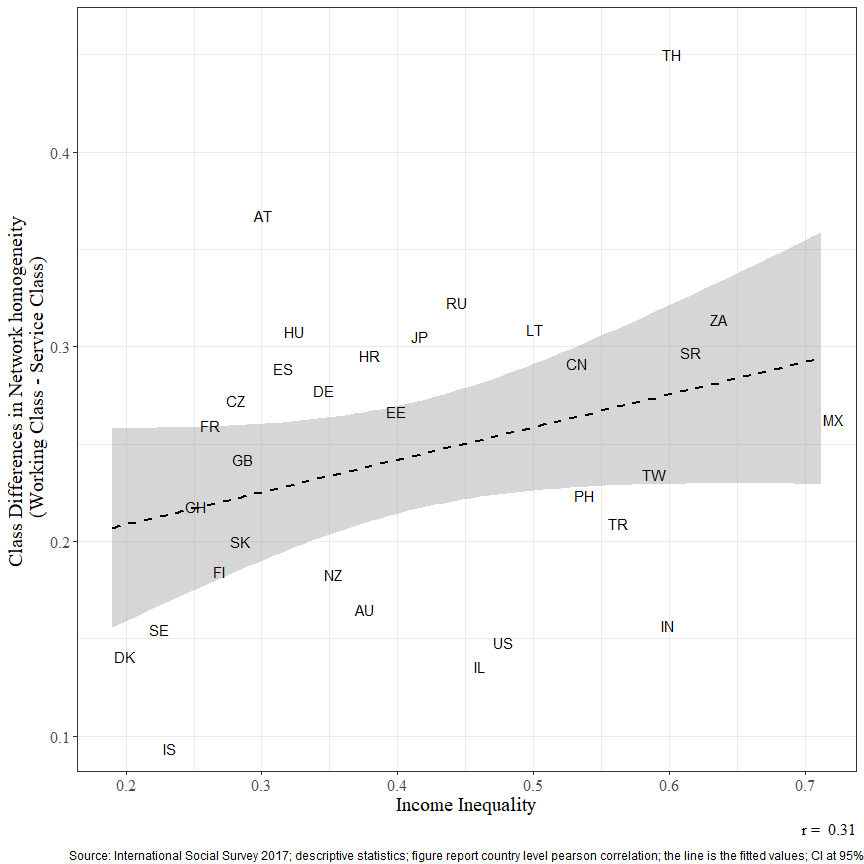 Class Differences in Network homogeneity
(Working Class - Service Class)
0.4
0.3
0.2
0.1
TH
AT
RU
ZA
HU
LT
JP
SR
HR
CN
ES
DE
CZ
EE
MX
FR
GB
TW
PH
CH
TR
SK
FI
NZ
AU
IN
SE
US
DK
IL
IS
0.2 0.3 0.4 0.5 0.6 0.7
Income Inequality
r = 0.31
Source: International Social Survey 2017; descriptive statistics; figure report country level pearson correlation; the line is the fitted values; CI at 95%